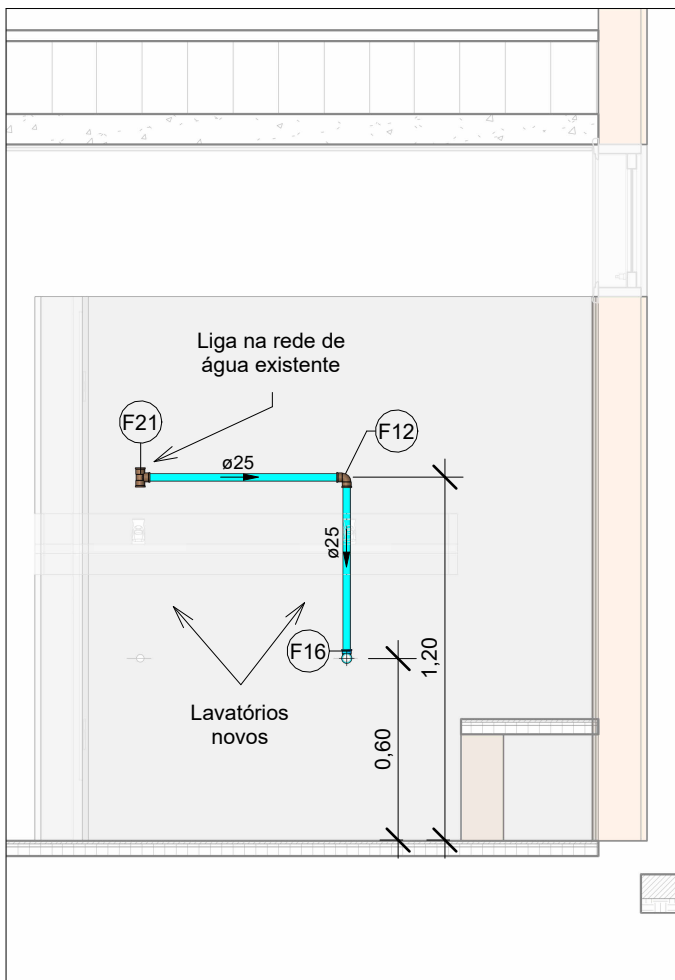 Liga na rede de
água existente
F21
F12
ø25
ø25
F16
1,20
Lavatórios
novos
0,60